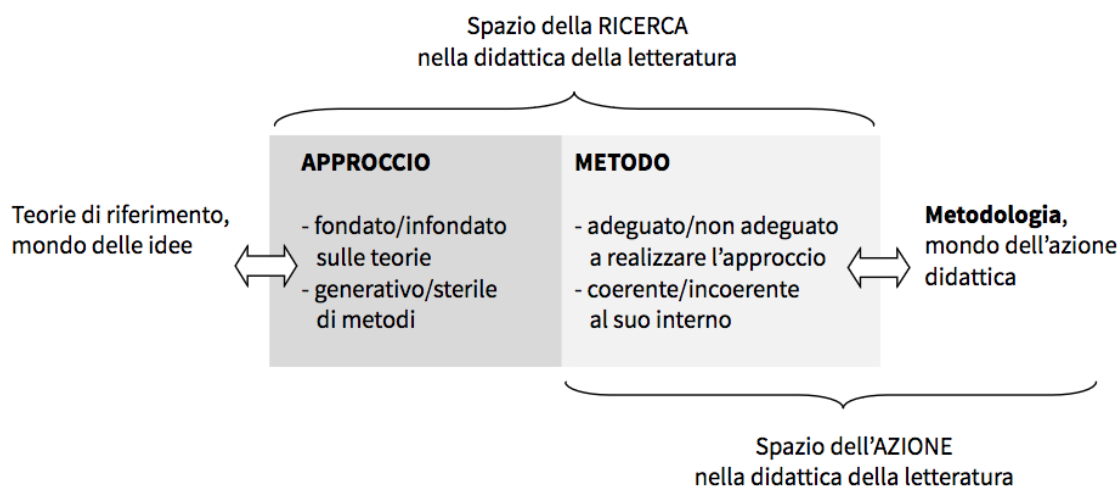 Spazio della RICERCA
nella didattica della letteratura
Teorie di riferimento,
mondo delle idee
APPROCCIO
- fondato/infondato
sulle teorie
- generativo/sterile
di metodi
METODO
- adeguato/non adeguato
a realizzare l’approccio
- coerente/incoerente
al suo interno
Metodologia,
mondo dell’azione
didattica
Spazio dell’AZIONE
nella didattica della letteratura